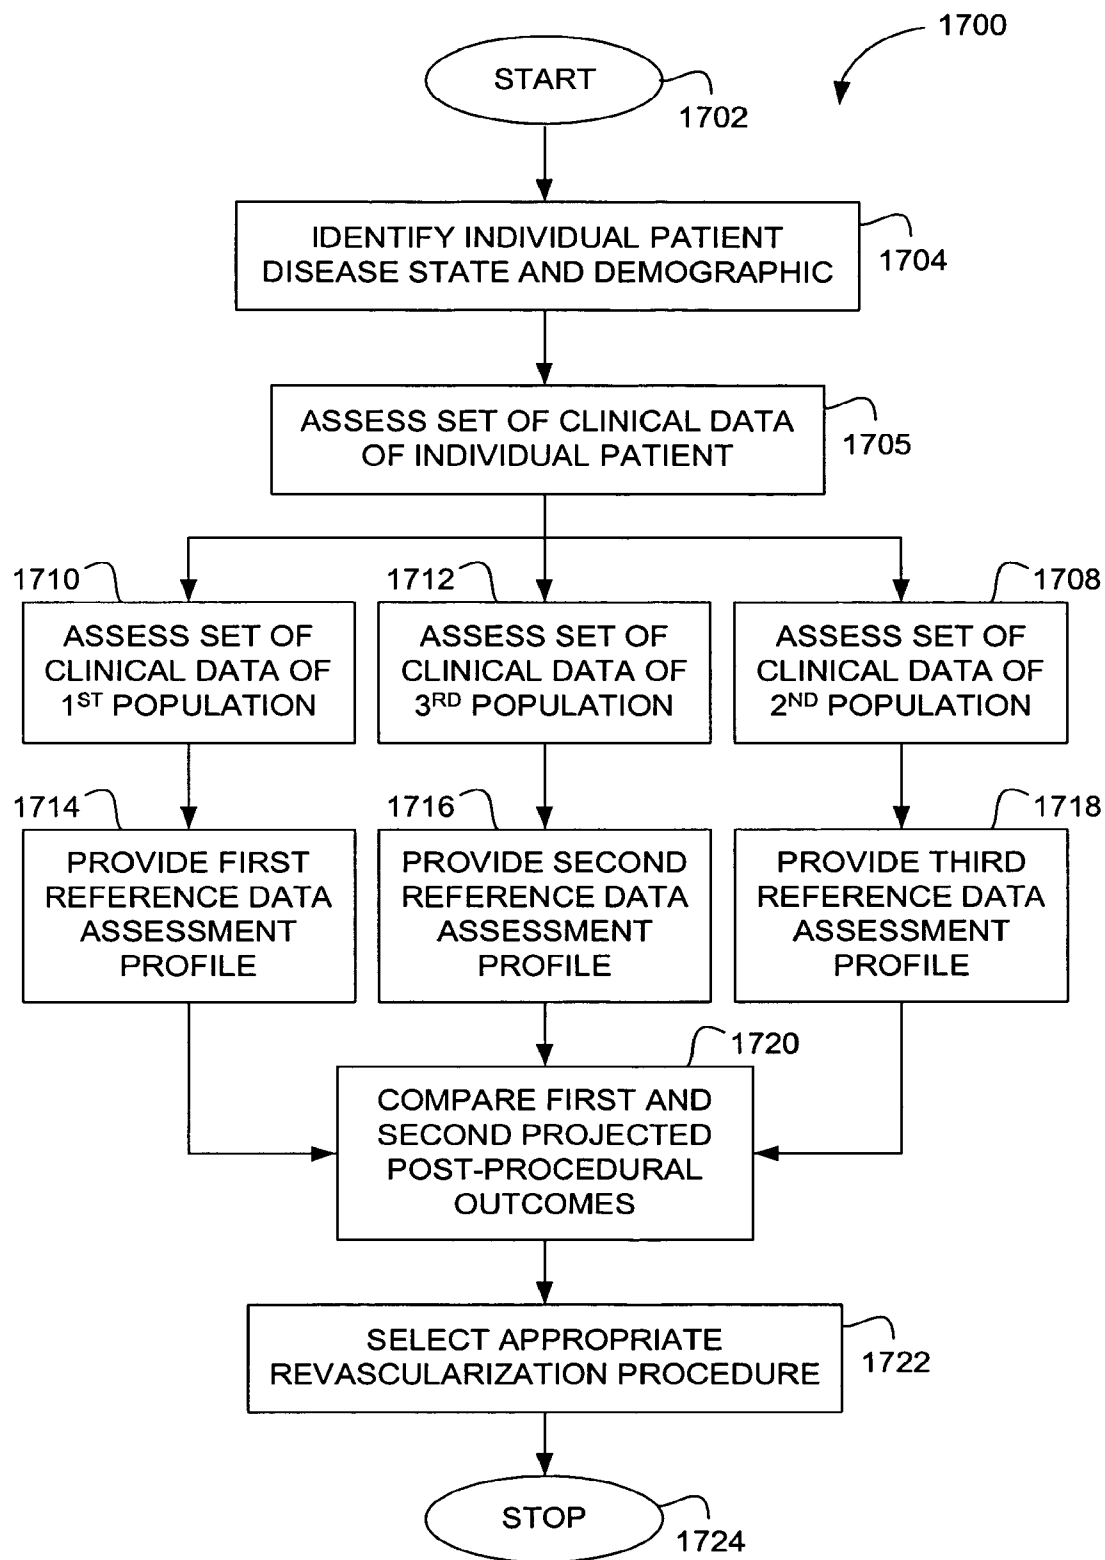 1700
START
1702
IDENTIFY INDIVIDUAL PATIENT
DISEASE STATE AND DEMOGRAPHIC
1704
ASSESS SET OF CLINICAL DATA
OF INDIVIDUAL PATIENT
1705
1710
ASSESS SET OF
CLINICAL DATA OF
1ST POPULATION
1712
ASSESS SET OF
CLINICAL DATA OF
3RD POPULATION
1708
ASSESS SET OF
CLINICAL DATA OF
2ND POPULATION
1714
PROVIDE FIRST
REFERENCE DATA
ASSESSMENT
PROFILE
1716
PROVIDE SECOND
REFERENCE DATA
ASSESSMENT
PROFILE
1718
PROVIDE THIRD
REFERENCE DATA
ASSESSMENT
PROFILE
1720
COMPARE FIRST AND
SECOND PROJECTED
POST-PROCEDURAL
OUTCOMES
SELECT APPROPRIATE
REVASCULARIZATION PROCEDURE
1722
STOP
1724